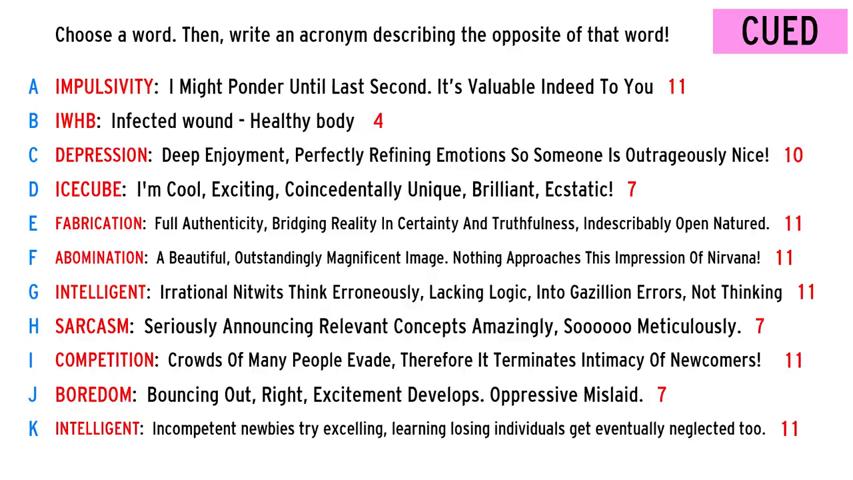 Choose a word. Then, write an acronym describing the opposite of that word!
CUED
A IMPULSIVITY: I Might Ponder Until Last Second. It's Valuable Indeed To You 11
B IWHB: Infected wound - Healthy body 4
C DEPRESSION: Deep Enjoyment, Perfectly Refining Emotions So Someone Is Outrageously Nice! 10
D ICECUBE: I'm Cool, Exciting, Coincedentally Unique, Brilliant, Ecstatic! 7
E FABRICATION: Full Authenticity, Bridging Reality In Certainty And Truthfulness, Indescribably Open Natured. 11
F ABOMINATION: A Beautiful, Outstandingly Magnificent Image. Nothing Approaches This Impression Of Nirvana! 11
G INTELLIGENT: Irrational Nitwits Think Erroneously, Lacking Logic, Into Gazillion Errors, Not Thinking 11
H SARCASM: Seriously Announcing Relevant Concepts Amazingly, Soooooo Meticulously. 7
I COMPETITION: Crowds Of Many People Evade, Therefore It Terminates Intimacy Of Newcomers! 11
J BOREDOM: Bouncing Out, Right, Excitement Develops. Oppressive Mislaid. 7
K INTELLIGENT: Incompetent newbies try excelling, learning losing individuals get eventually neglected too. 11